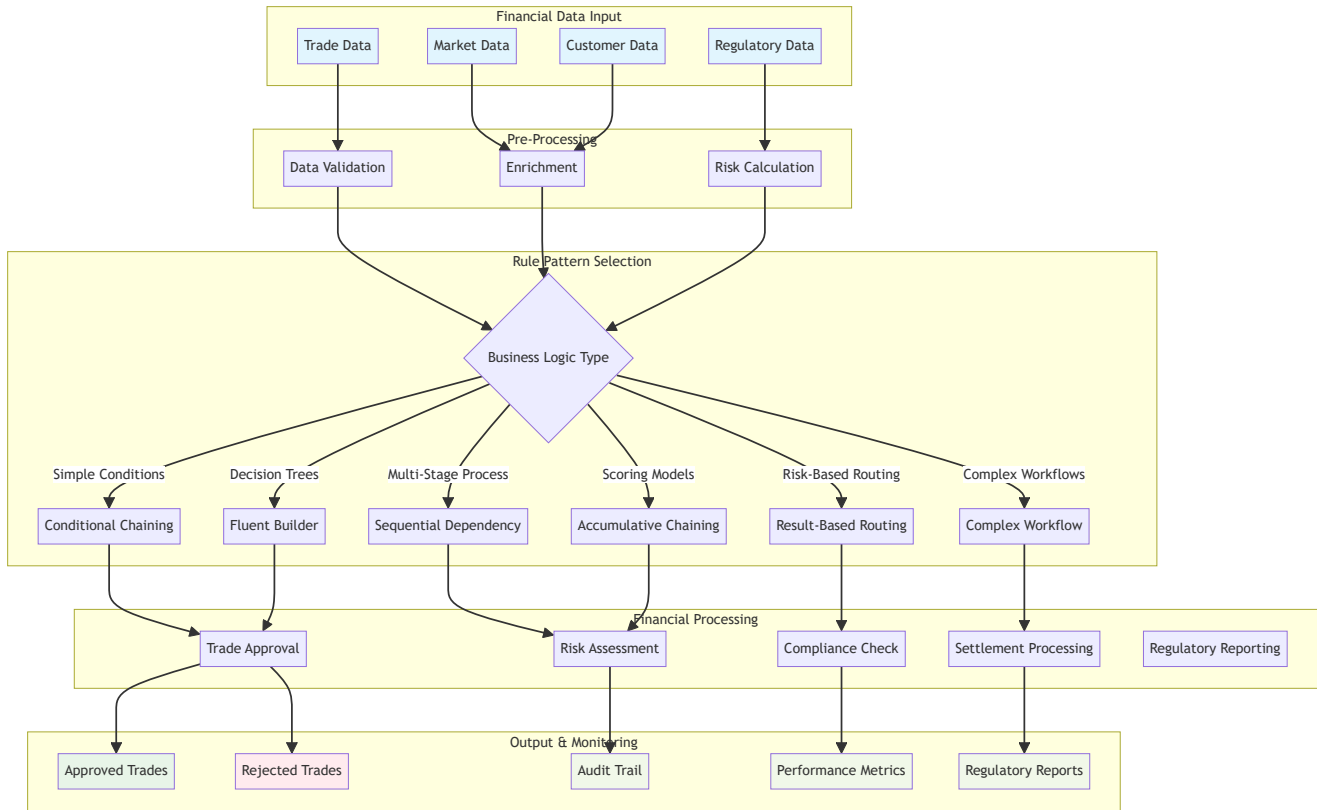 Financial Data Input
Trade Data
Market Data
Customer Data
Regulatory Data
Pre-Processing
Data Validation
Enrichment
Risk Calculation
Rule Pattern Selection
Business Logic Type
Simple Conditions
Decision Trees
Multi-Stage Process
Scoring Models
Risk-Based Routing
Complex Workflows
Conditional Chaining
Fluent Builder
Sequential Dependency
Accumulative Chaining
Result-Based Routing
Complex Workflow
Financial Processing
Trade Approval
Risk Assessment
Compliance Check
Settlement Processing
Regulatory Reporting
Output & Monitoring
Approved Trades
Rejected Trades
Audit Trail
Performance Metrics
Regulatory Reports